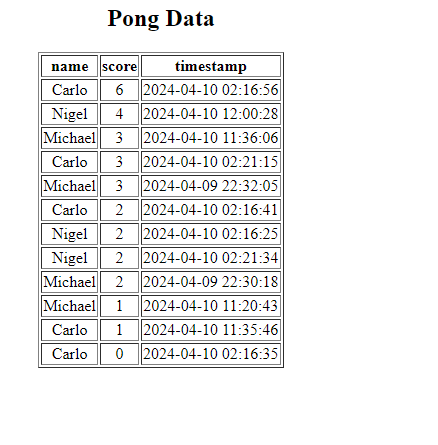 Pong Data
name score timestamp
Carlo 6 2024-04-10 02:16:56
Nigel 4 2024-04-10 12:00:28
Michael 3 2024-04-10 11:36:06
Carlo 3 2024-04-10 02:21:15
Michael 3 2024-04-09 22:32:05
Carlo 2 2024-04-10 02:16:41
Nigel 2 2024-04-10 02:16:25
Nigel 2 2024-04-10 02:21:34
Michael 2 2024-04-09 22:30:18
Michael 1 2024-04-10 11:20:43
Carlo 1 2024-04-10 11:35:46
Carlo 0 2024-04-10 02:16:35